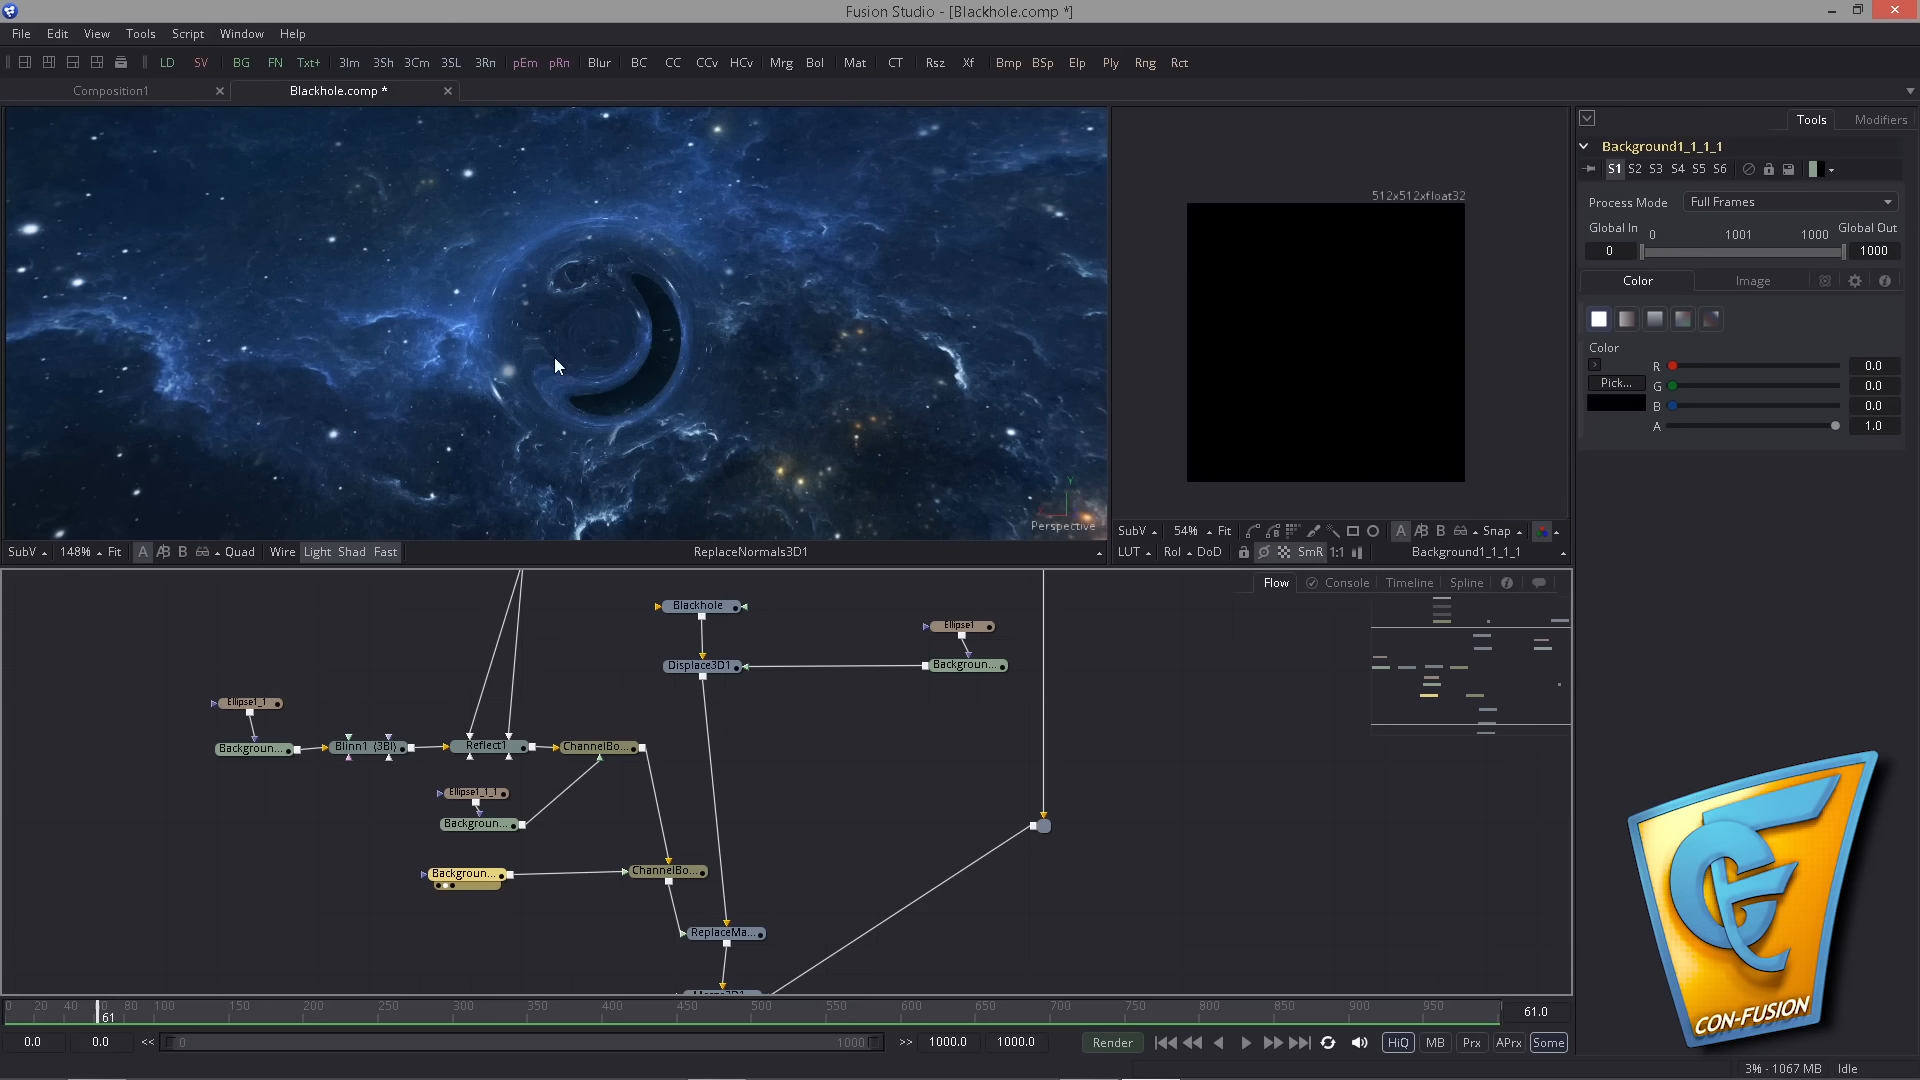 Fusion Studio - [Blackhole.comp *]
File Edit View Tools Script Window Help
LD SV BG FN Txt+ 3Im 3Sh 3Cm 3SL 3Rn pEm pRn Blur BC CC CCv HCv Mrg Bol Mat CT Rsz Xf Bmp BSp Elp Ply Rng Rct
Composition1 Blackhole.comp *
Tools Modifiers
Background1_1_1_1
S1 S2 S3 S4 S5 S6
Process Mode Full Frames
Global In 0 1001 1000 Global Out
0 1000
Color Image
Color
R 0.0
Pick... G 0.0
B 0.0
A 1.0
512x512xfloat32
Perspective
SubV 148% Fit A A|B B Quad Wire Light Shad Fast ReplaceNormals3D1
SubV 54% Fit A A|B B Snap
LUT RoI DoD SmR 1:1 Background1_1_1_1
Flow Console Timeline Spline
Blackhole
Ellipse1
Displace3D1
Backgroun...
Ellipse1_1
Backgroun...
Blinn1 (3Bl)
Reflect1
ChannelBo...
Ellipse1_1_1
Backgroun...
Backgroun...
ChannelBo...
ReplaceMa...
Merge3D1
0 20 40 60 80 100 150 200 250 300 350 400 450 500 550 600 650 700 750 800 850 900 950
61
61.0
0.0 0.0 << 0 1000 >> 1000.0 1000.0 Render HiQ MB Prx APrx Some
3% - 1067 MB Idle
CON-FUSION